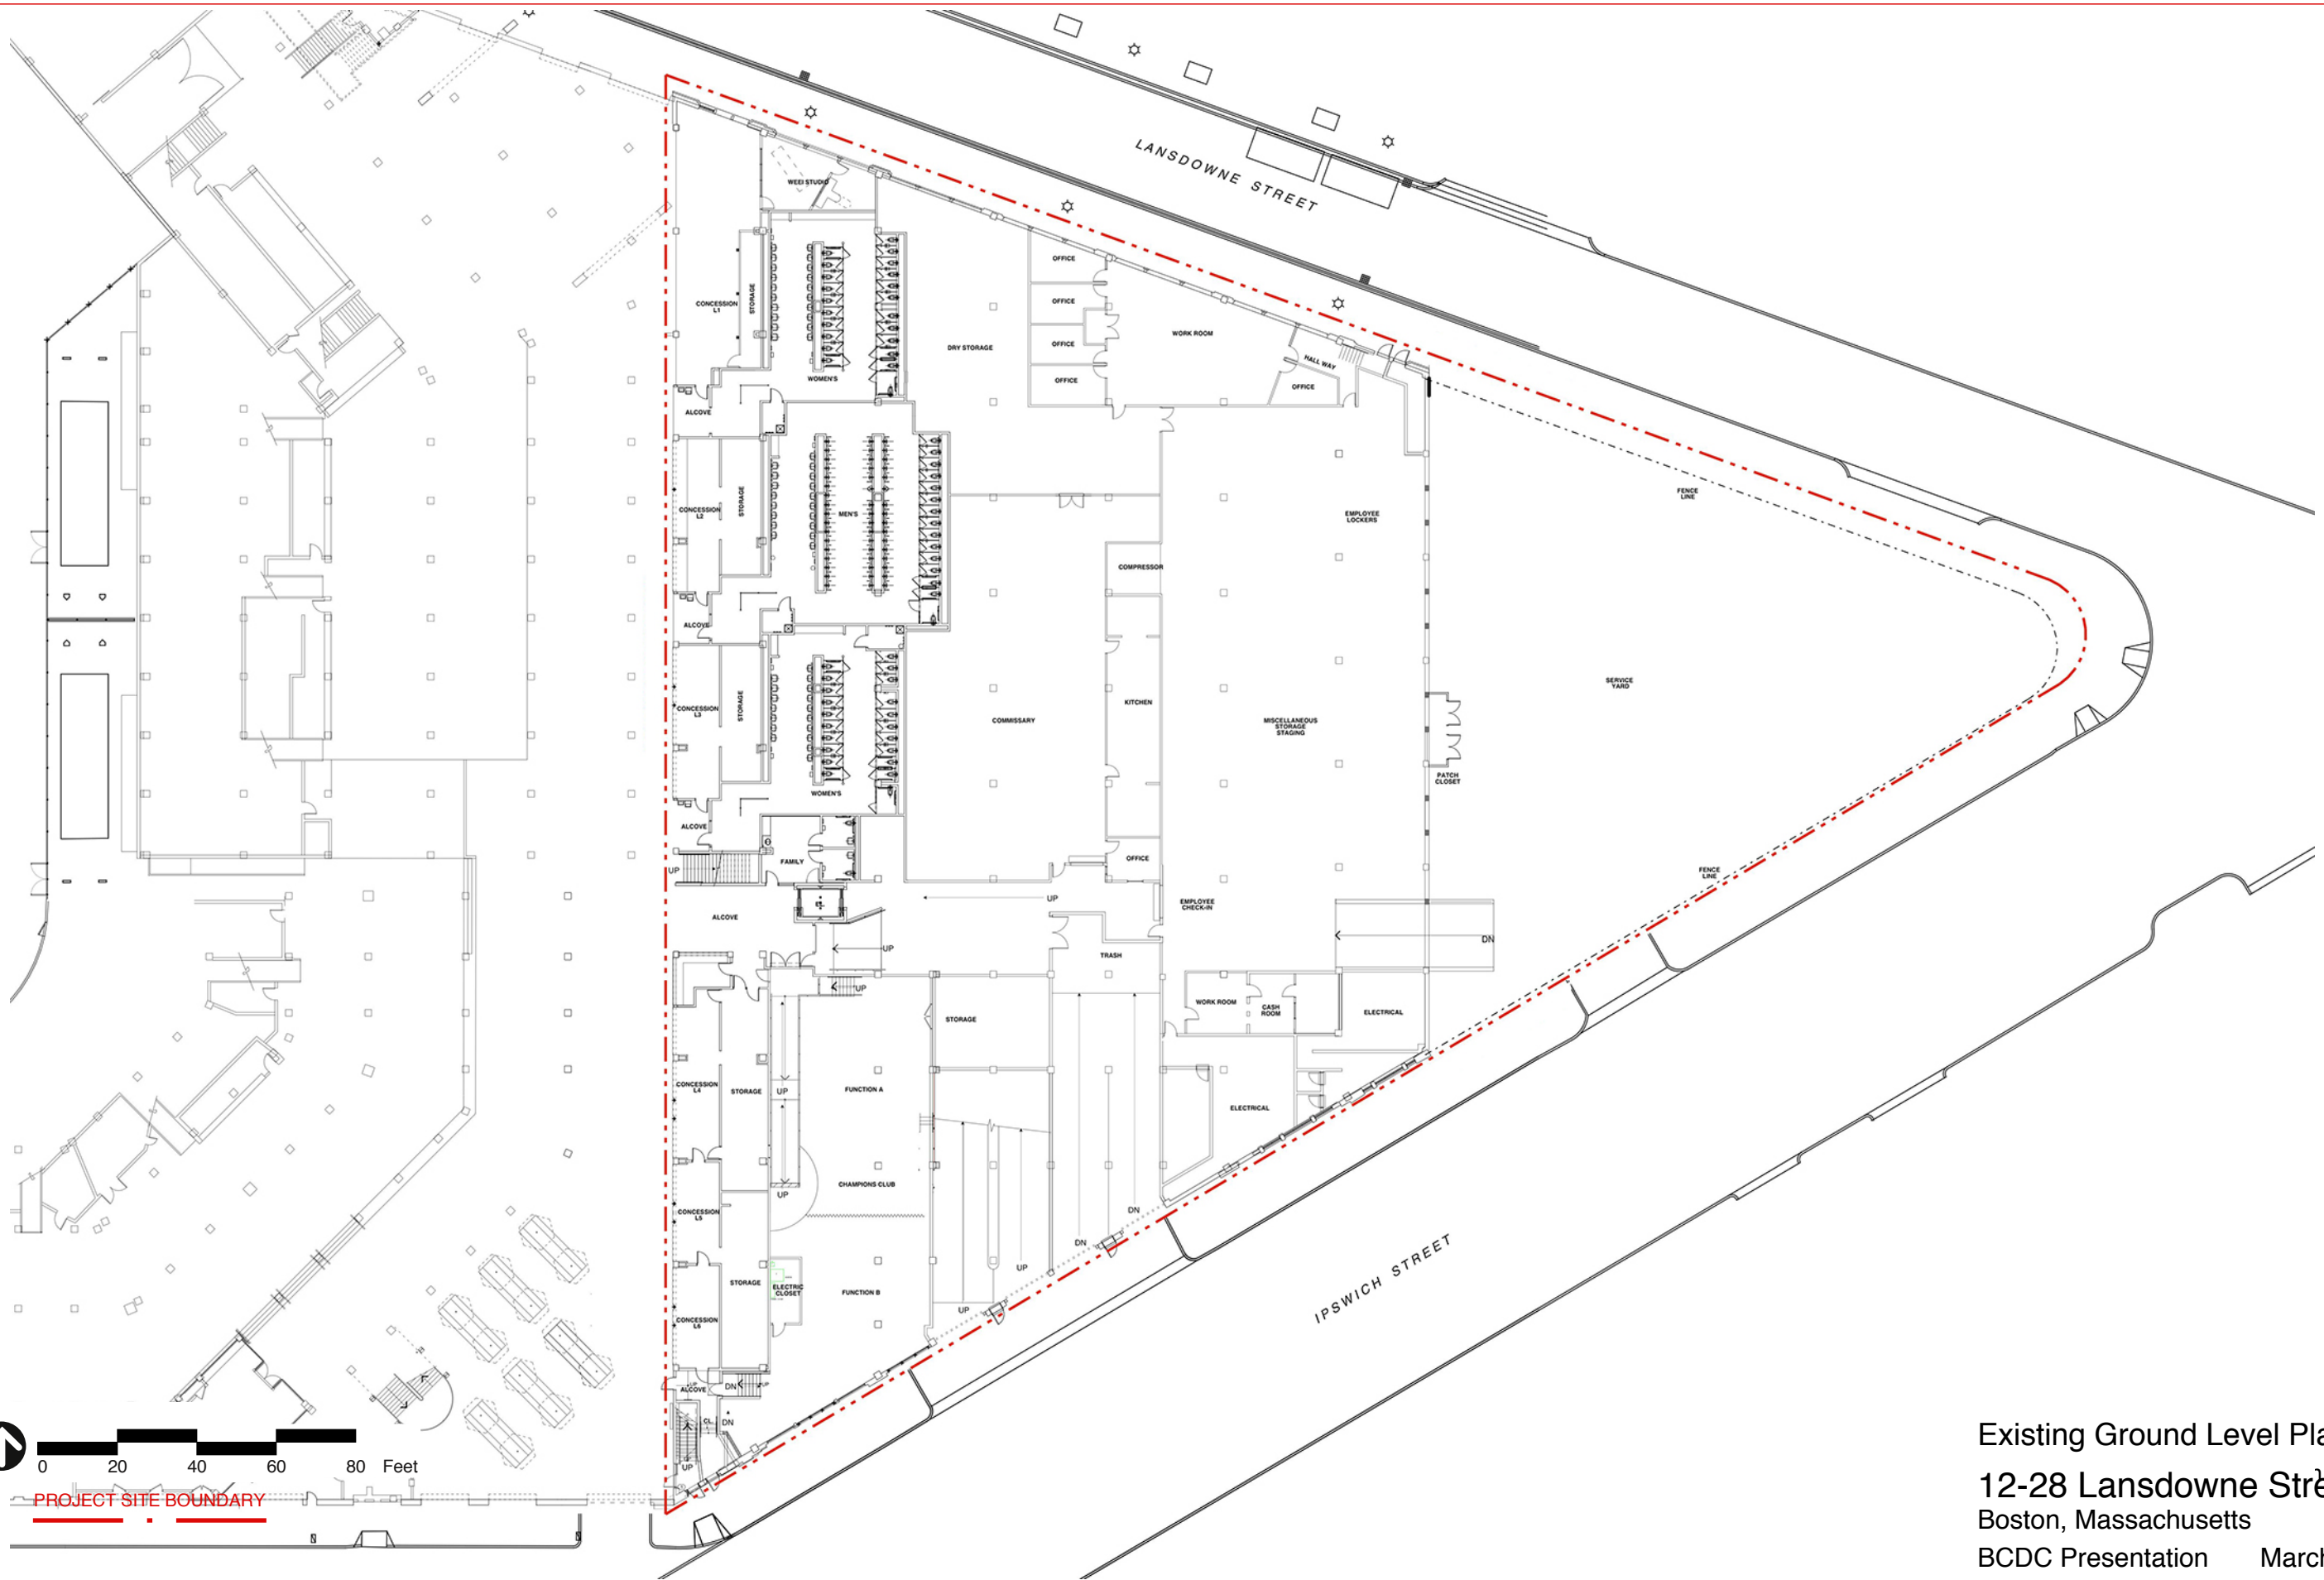 LANSDOWNE STREET
WEEI STUDIO
OFFICE
OFFICE
OFFICE
OFFICE
WORK ROOM
HALL WAY
OFFICE
CONCESSION
L1
STORAGE
DRY STORAGE
WOMEN'S
ALCOVE
CONCESSION
L2
STORAGE
MEN'S
EMPLOYEE
LOCKERS
FENCE
LINE
COMPRESSOR
ALCOVE
CONCESSION
L3
STORAGE
COMMISSARY
KITCHEN
MISCELLANEOUS
STORAGE
STAGING
SERVICE
YARD
PATCH
CLOSET
WOMEN'S
ALCOVE
UP
FAMILY
OFFICE
FENCE
LINE
ALCOVE
UP
EMPLOYEE
CHECK-IN
UP
DN
TRASH
UP
STORAGE
WORK ROOM
CASH
ROOM
ELECTRICAL
CONCESSION
L4
STORAGE
UP
FUNCTION A
ELECTRICAL
CHAMPIONS CLUB
UP
CONCESSION
L5
DN
DN
UP
STORAGE
ELECTRIC
CLOSET
FUNCTION B
UP
CONCESSION
L6
IPSWICH STREET
ALCOVE
UP
DN
UP
CL.
DN
UP
0 20 40 60 80 Feet
PROJECT SITE BOUNDARY
Existing Ground Level Pla
12-28 Lansdowne Stre
Boston, Massachusetts
BCDC Presentation March